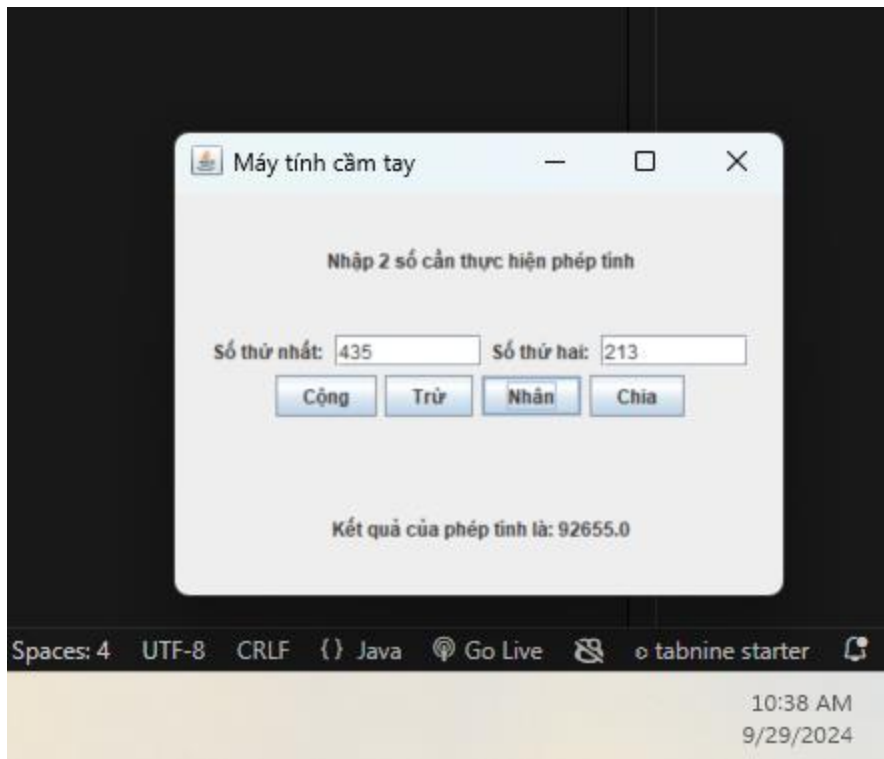 Máy tính cầm tay
Nhập 2 số cần thực hiện phép tính
Số thứ nhất: 435 Số thứ hai: 213
Cộng Trừ Nhân Chia
Kết quả của phép tính là: 92655.0
Spaces: 4 UTF-8 CRLF {} Java Go Live tabnine starter
10:38 AM
9/29/2024